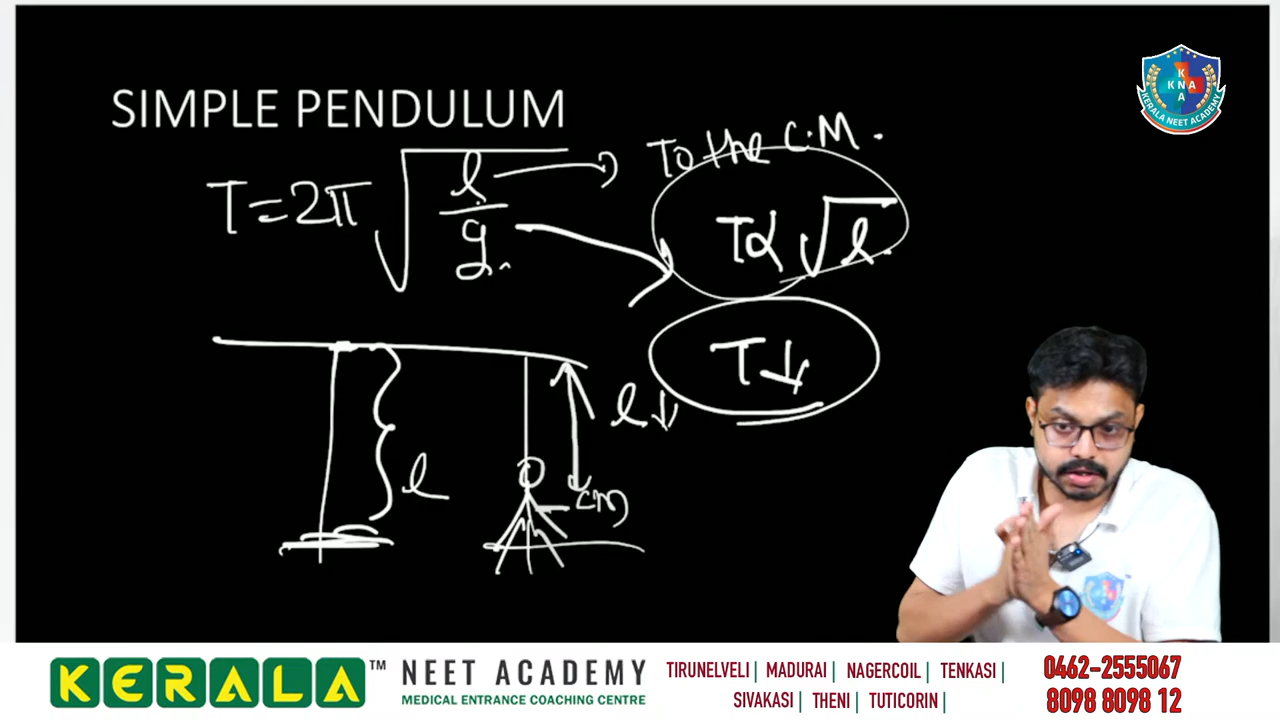 SIMPLE PENDULUM
T=2π√l/g → To the C.M.
T∝√l
T↓
l
l↓
CM
KNA
KERALA NEET ACADEMY
KERALA™ NEET ACADEMY
MEDICAL ENTRANCE COACHING CENTRE
TIRUNELVELI| MADURAI| NAGERCOIL| TENKASI|
SIVAKASI| THENI| TUTICORIN|
0462-2555067
8098 8098 12